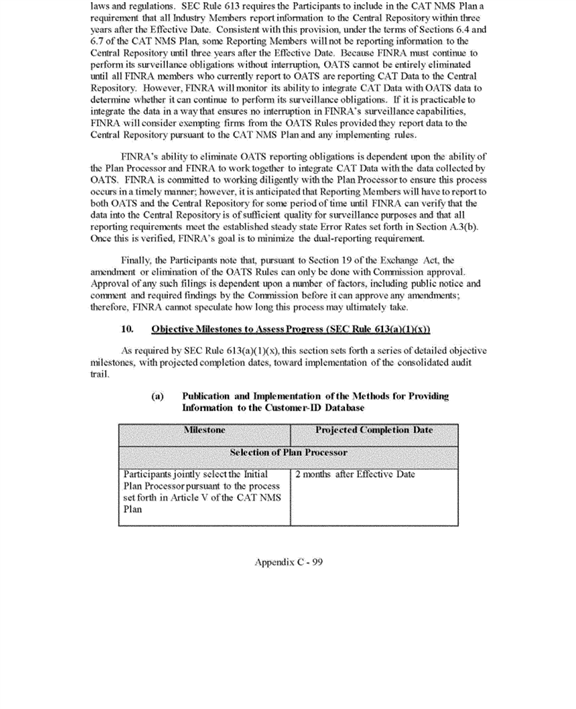 laws and regulations. SEC Rule 613 requires the Participants to include in the CAT NMS Plan a
requirement that all Industry Members report information to the Central Repository within three
years after the Effective Date. Consistent with this provision, under the terms of Sections 6.4 and
6.7 of the CAT NMS Plan, some Reporting Members will not be reporting information to the
Central Repository until three years after the Effective Date. Because FINRA must continue to
perform its surveillance obligations without interruption, OATS cannot be entirely eliminated
until all FINRA members who currently report to OATS are reporting CAT Data to the Central
Repository. However, FINRA will monitor its ability to integrate CAT Data with OATS data to
determine whether it can continue to perform its surveillance obligations. If it is practicable to
integrate the data in a way that ensures no interruption in FINRA's surveillance capabilities,
FINRA will consider exempting firms from the OATS Rules provided they report data to the
Central Repository pursuant to the CAT NMS Plan and any implementing rules.
FINRA's ability to eliminate OATS reporting obligations is dependent upon the ability of
the Plan Processor and FINRA to work together to integrate CAT Data with the data collected by
OATS. FINRA is committed to working diligently with the Plan Processor to ensure this process
occurs in a timely manner; however, it is anticipated that Reporting Members will have to report to
both OATS and the Central Repository for some period of time until FINRA can verify that the
data into the Central Repository is of sufficient quality for surveillance purposes and that all
reporting requirements meet the established steady state Error Rates set forth in Section A.3(b).
Once this is verified, FINRA's goal is to minimize the dual-reporting requirement.
Finally, the Participants note that, pursuant to Section 19 of the Exchange Act, the
amendment or elimination of the OATS Rules can only be done with Commission approval.
Approval of any such filings is dependent upon a number of factors, including public notice and
comment and required findings by the Commission before it can approve any amendments;
therefore, FINRA cannot speculate how long this process may ultimately take.
10. Objective Milestones to Assess Progress (SEC Rule 613(a)(1)(x))
As required by SEC Rule 613(a)(1)(x), this section sets forth a series of detailed objective
milestones, with projected completion dates, toward implementation of the consolidated audit
trail.
(a) Publication and Implementation of the Methods for Providing
Information to the Customer-ID Database
Milestone Projected Completion Date
Selection of Plan Processor
Participants jointly select the Initial 2 months after Effective Date
Plan Processor pursuant to the process
set forth in Article V of the CAT NMS
Plan
Appendix C - 99